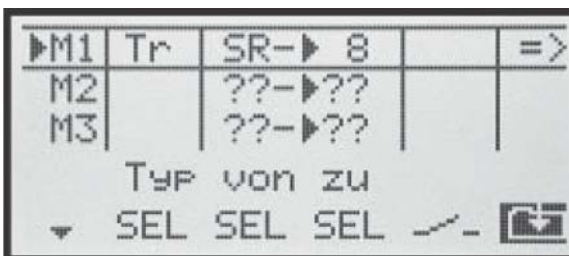 ▶M1 Tr SR-▶ 8 =>
M2 ??-▶??
M3 ??-▶??
Typ von zu
SEL SEL SEL